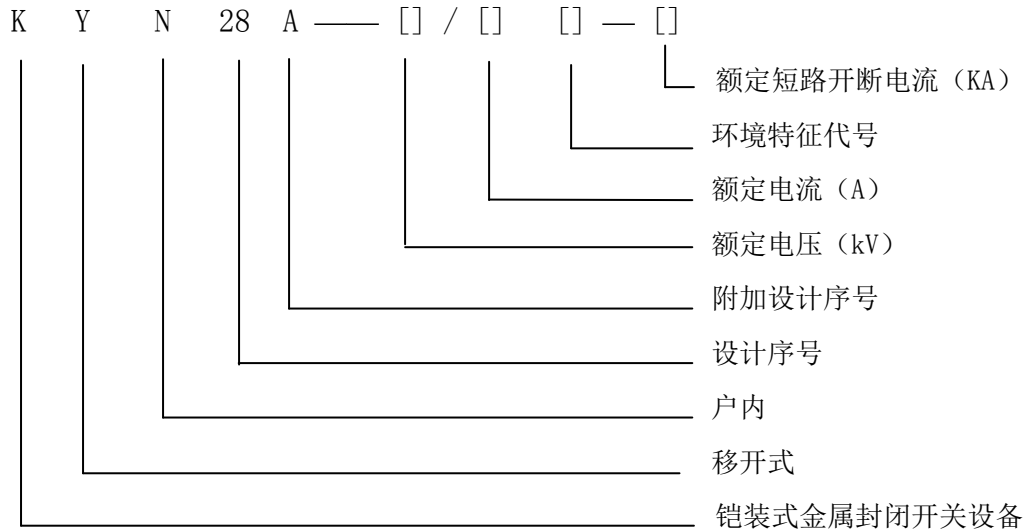 K Y N 28 A —— [] / [] [] — []
额定短路开断电流（KA）
环境特征代号
额定电流（A）
额定电压（kV）
附加设计序号
设计序号
户内
移开式
铠装式金属封闭开关设备